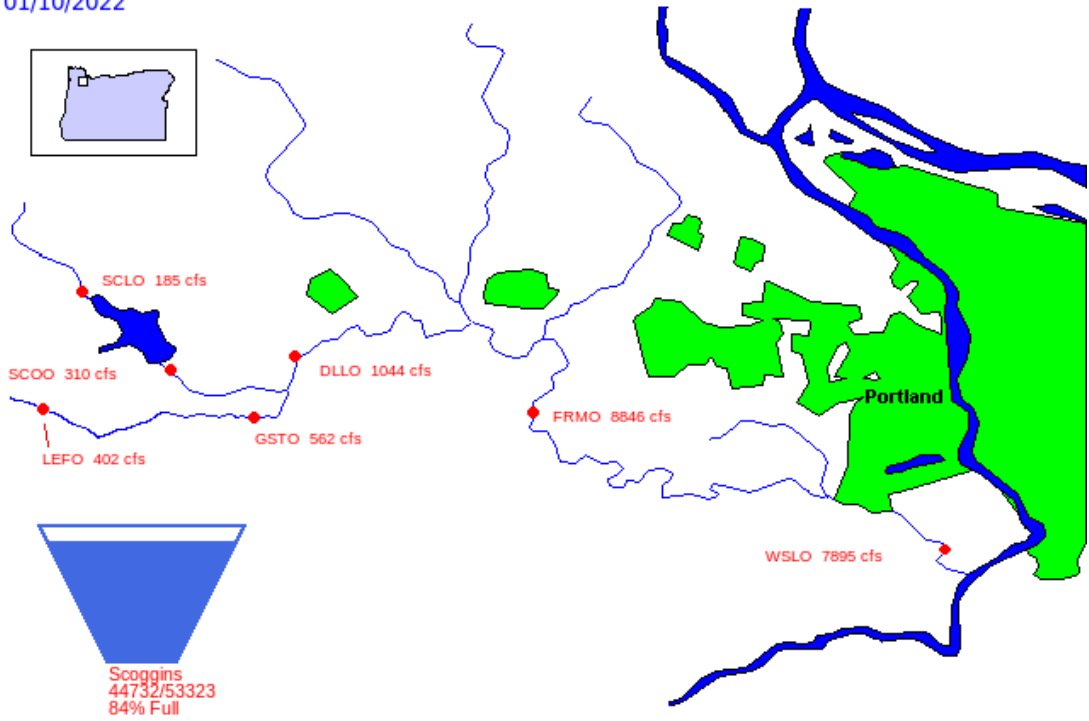 01/10/2022
SCLO 185 cfs
SCOO 310 cfs
DLLO 1044 cfs
Portland
FRMO 8846 cfs
GSTO 562 cfs
LEFO 402 cfs
WSLO 7895 cfs
Scoggins
44732/53323
84% Full